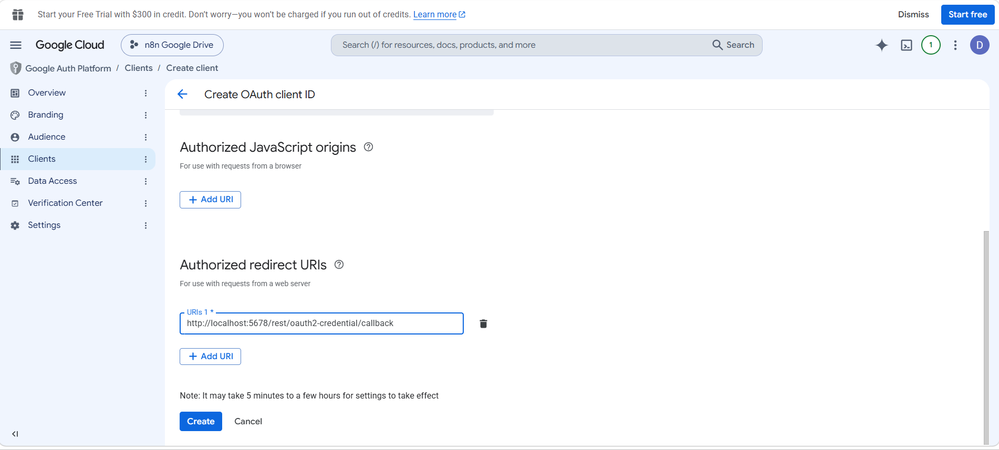 Start your Free Trial with $300 in credit. Don't worry—you won't be charged if you run out of credits. Learn more
Dismiss
Start free
Google Cloud
n8n Google Drive
Search (/) for resources, docs, products, and more
Search
1
D
Google Auth Platform / Clients / Create client
Overview
Branding
Audience
Clients
Data Access
Verification Center
Settings
Create OAuth client ID
Authorized JavaScript origins
For use with requests from a browser
+ Add URI
Authorized redirect URIs
For use with requests from a web server
URIs 1 *
http://localhost:5678/rest/oauth2-credential/callback
+ Add URI
Note: It may take 5 minutes to a few hours for settings to take effect
Create
Cancel